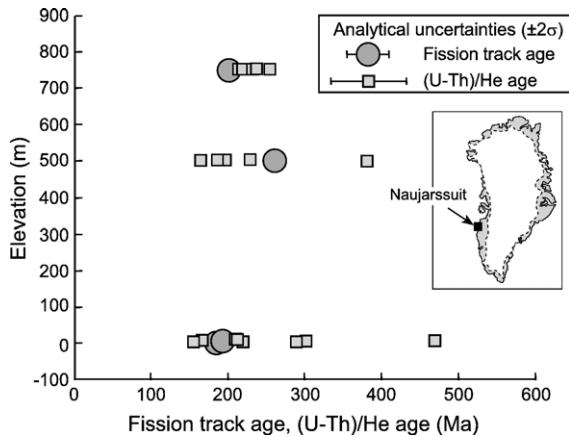 900
800
700
600
500
400
300
200
100
0
-100
Elevation (m)
Analytical uncertainties (±2σ)
Fission track age
(U-Th)/He age
Naujarssuit
0 100 200 300 400 500 600
Fission track age, (U-Th)/He age (Ma)